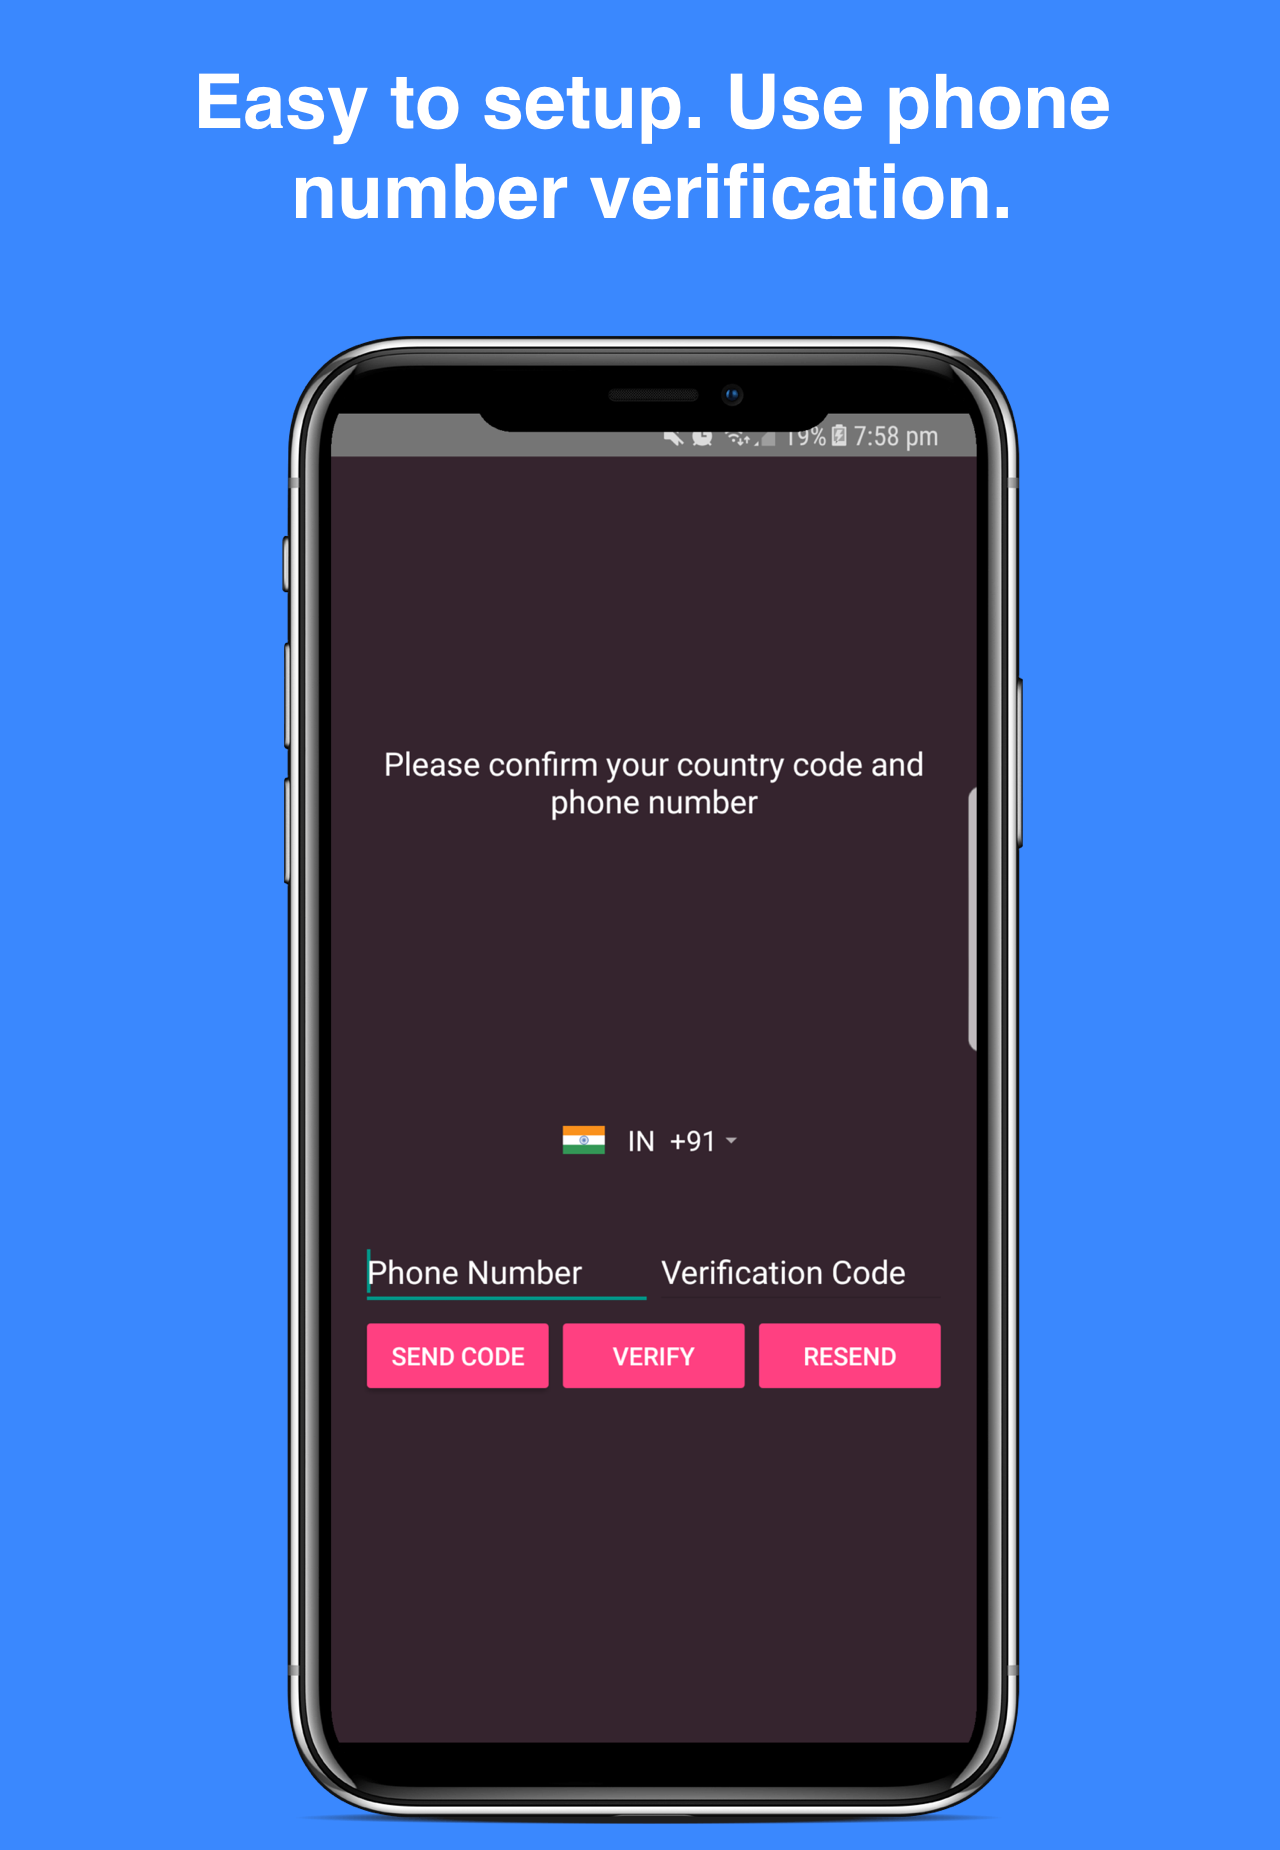 Easy to setup. Use phone
number verification.
19% 7:58 pm
Please confirm your country code and
phone number
IN +91
Phone Number Verification Code
SEND CODE VERIFY RESEND